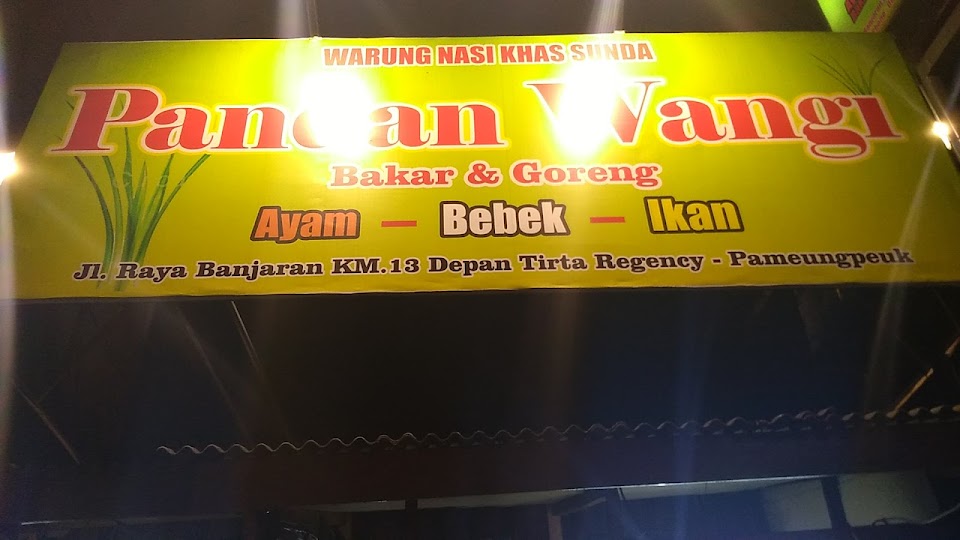 WARUNG NASI KHAS SUNDA
Pandan Wangi
Bakar & Goreng
Ayam — Bebek — Ikan
Jl. Raya Banjaran KM.13 Depan Tirta Regency - Pameungpeuk